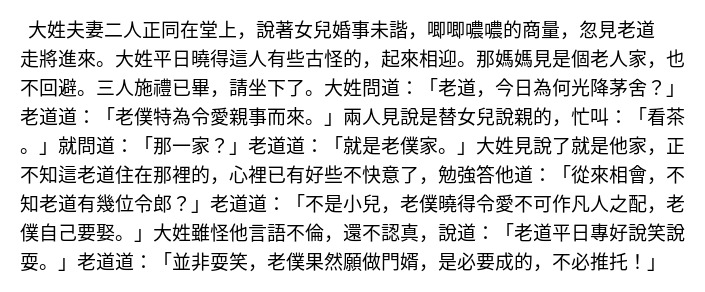 大姓夫妻二人正同在堂上，說著女兒婚事未諧，唧唧噥噥的商量，忽見老道
走將進來。大姓平日曉得這人有些古怪的，起來相迎。那媽媽見是個老人家，也
不回避。三人施禮已畢，請坐下了。大姓問道：「老道，今日為何光降茅舍？」
老道道：「老僕特為令愛親事而來。」兩人見說是替女兒說親的，忙叫：「看茶
。」就問道：「那一家？」老道道：「就是老僕家。」大姓見說了就是他家，正
不知這老道住在那裡的，心裡已有好些不快意了，勉強答他道：「從來相會，不
知老道有幾位令郎？」老道道：「不是小兒，老僕曉得令愛不可作凡人之配，老
僕自己要娶。」大姓雖怪他言語不倫，還不認真，說道：「老道平日專好說笑說
耍。」老道道：「並非耍笑，老僕果然願做門婿，是必要成的，不必推托！」